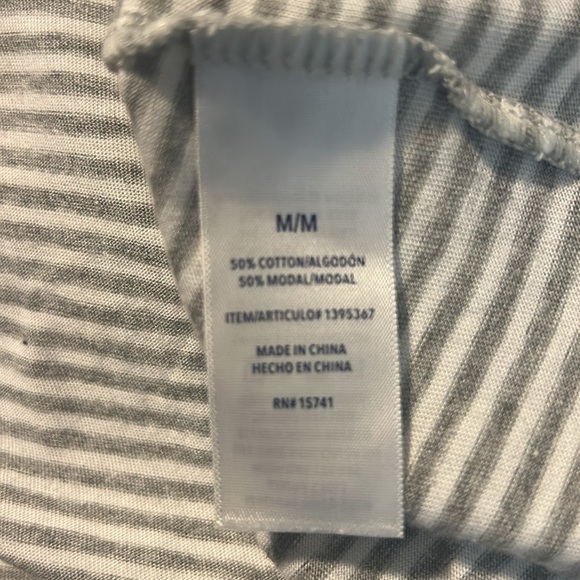 M/M
50% COTTON/ALGODÓN
50% MODAL/MODAL
ITEM/ARTICULO# 1395367
MADE IN CHINA
HECHO EN CHINA
RN# 15741